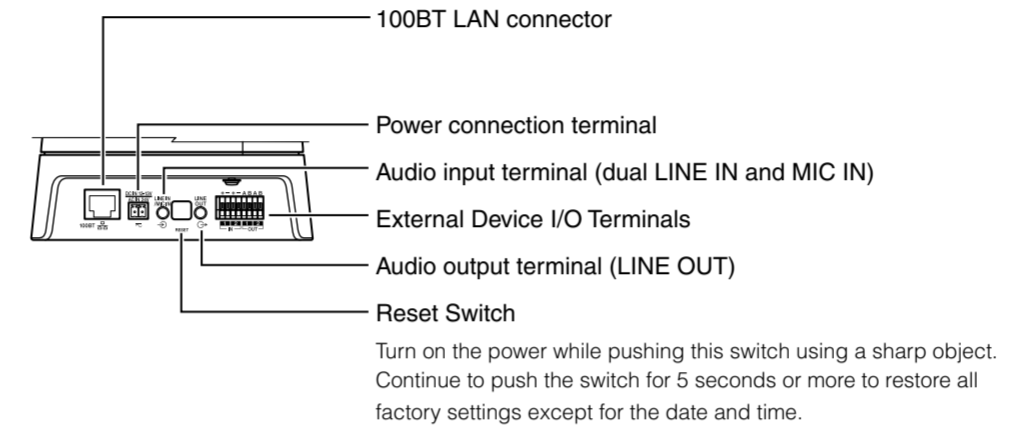 100BT LAN connector
Power connection terminal
Audio input terminal (dual LINE IN and MIC IN)
External Device I/O Terminals
Audio output terminal (LINE OUT)
Reset Switch
Turn on the power while pushing this switch using a sharp object.
Continue to push the switch for 5 seconds or more to restore all
factory settings except for the date and time.
LINE IN
LINE
OUT
A B A B
100BT
RESET
IN
OUT